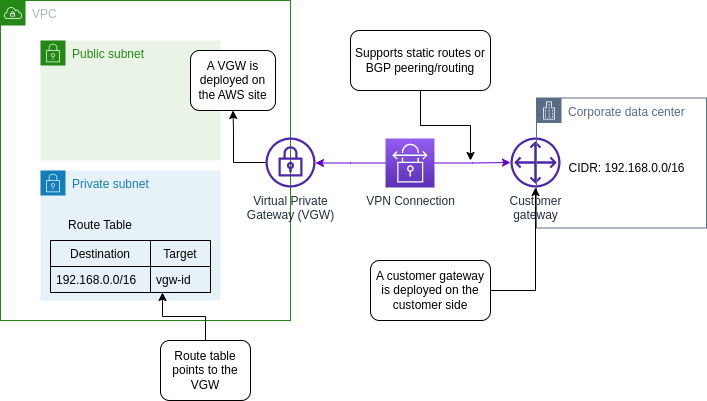 VPC
Public subnet
A VGW is
deployed on
the AWS site
Supports static routes or
BGP peering/routing
Corporate data center
CIDR: 192.168.0.0/16
Private subnet
Virtual Private
Gateway (VGW)
VPN Connection
Customer
gateway
Route Table
Destination Target
192.168.0.0/16 vgw-id
A customer gateway
is deployed on the
customer side
Route table
points to the
VGW